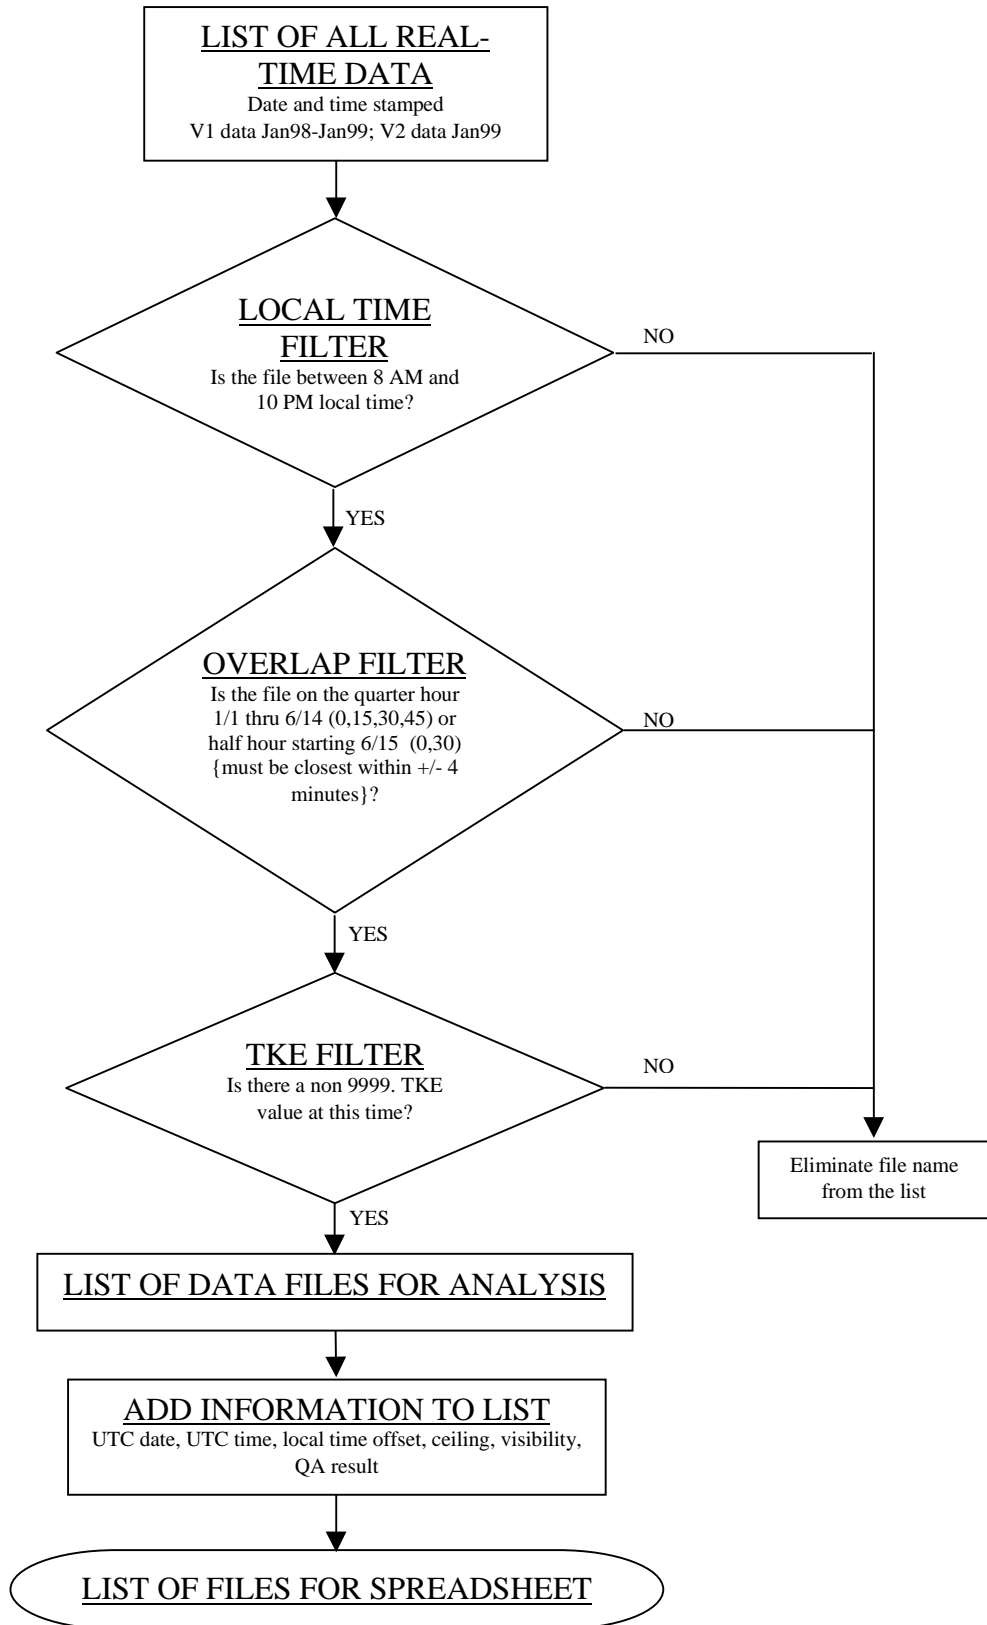 LIST OF ALL REAL-
TIME DATA
Date and time stamped
V1 data Jan98-Jan99; V2 data Jan99
LOCAL TIME
FILTER
Is the file between 8 AM and
10 PM local time?
NO
YES
OVERLAP FILTER
Is the file on the quarter hour
1/1 thru 6/14 (0,15,30,45) or
half hour starting 6/15 (0,30)
{must be closest within +/- 4
minutes}?
NO
YES
TKE FILTER
Is there a non 9999. TKE
value at this time?
NO
Eliminate file name
from the list
YES
LIST OF DATA FILES FOR ANALYSIS
ADD INFORMATION TO LIST
UTC date, UTC time, local time offset, ceiling, visibility,
QA result
LIST OF FILES FOR SPREADSHEET